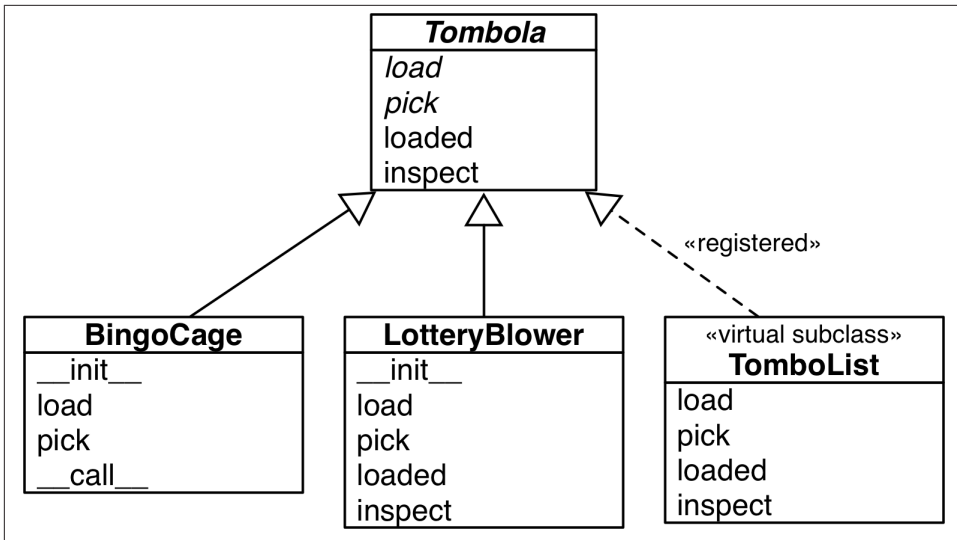 Tombola
load
pick
loaded
inspect
«registered»
BingoCage
__init__
load
pick
__call__
LotteryBlower
__init__
load
pick
loaded
inspect
«virtual subclass»
TomboList
load
pick
loaded
inspect